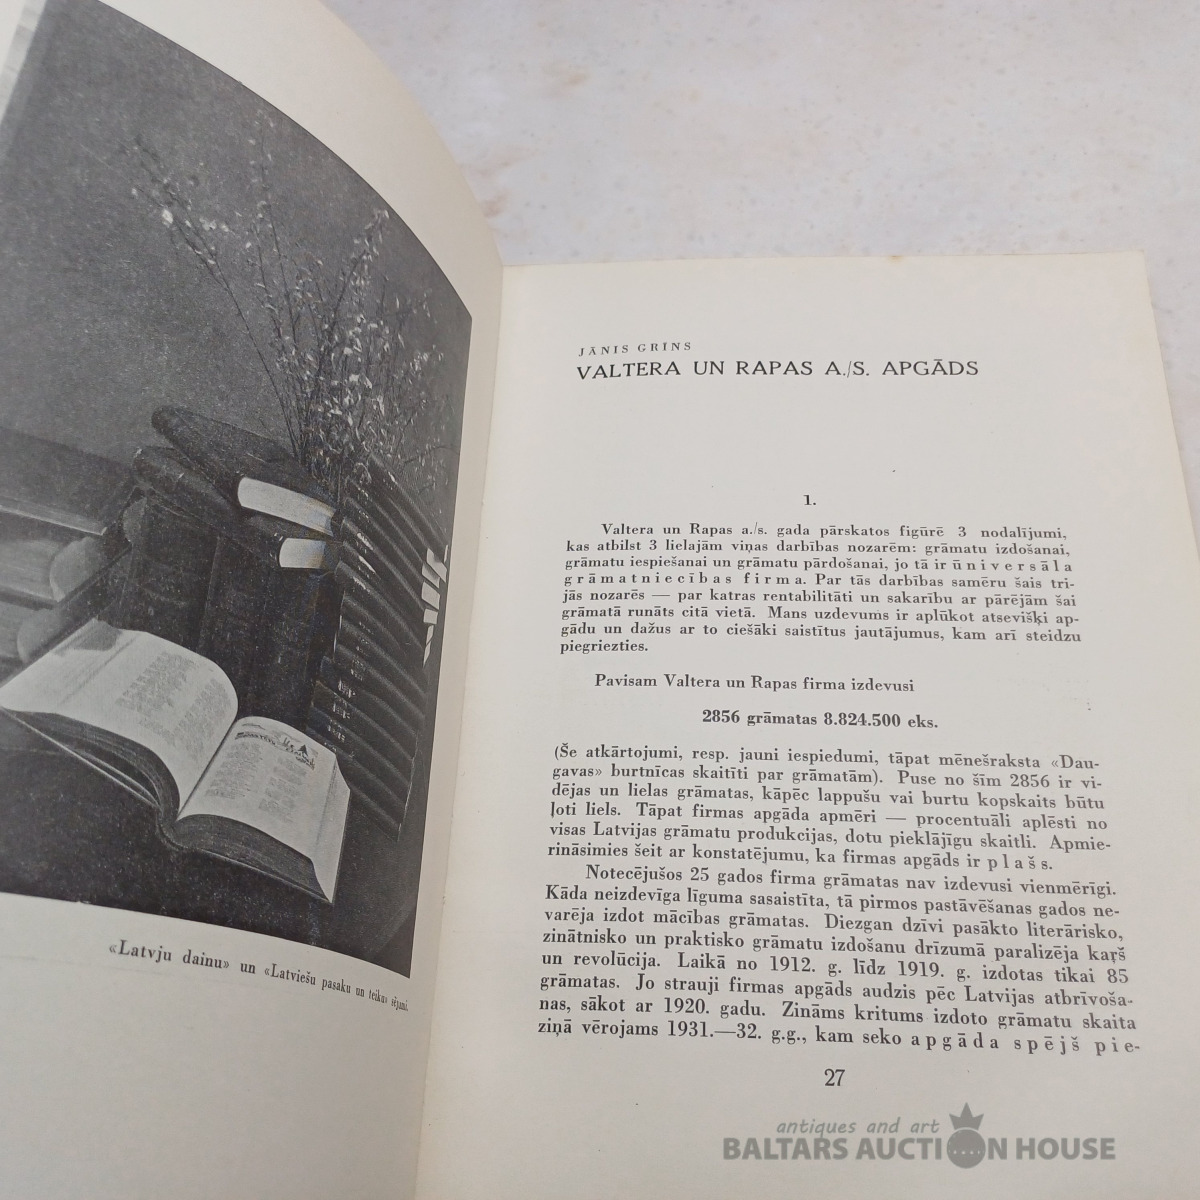 «Latvju dainu» un «Latviešu pasaku un teiku» sējumi.
JĀNIS GRĪNS
VALTERA UN RAPAS A./S. APGĀDS
1.
Valtera un Rapas a./s. gada pārskatos figūrē 3 nodalījumi,
kas atbilst 3 lielajām viņas darbības nozarēm: grāmatu izdošanai,
grāmatu iespiešanai un grāmatu pārdošanai, jo tā ir ūniversāla
grāmatniecības firma. Par tās darbības samēru šais tri-
jās nozarēs — par katras rentabilitāti un sakarību ar pārējām šai
grāmatā runāts citā vietā. Mans uzdevums ir aplūkot atsevišķi ap-
gādu un dažus ar to ciešāki saistītus jautājumus, kam arī steidzu
piegriezties.
Pavisam Valtera un Rapas firma izdevusi
2856 grāmatas 8.824.500 eks.
(Še atkārtojumi, resp. jauni iespiedumi, tāpat mēnešraksta «Dau-
gavas» burtnīcas skaitīti par grāmatām). Puse no šīm 2856 ir vi-
dējas un lielas grāmatas, kāpēc lappušu vai burtu kopskaits būtu
ļoti liels. Tāpat firmas apgāda apmēri — procentuāli aplēsti no
visas Latvijas grāmatu produkcijas, dotu pieklājīgu skaitli. Apmie-
rināsimies šeit ar konstatējumu, ka firmas apgāds ir plašs.
Notecējušos 25 gados firma grāmatas nav izdevusi vienmērīgi.
Kāda neizdevīga līguma sasaistīta, tā pirmos pastāvēšanas gados ne-
varēja izdot mācības grāmatas. Diezgan dzīvi pasākto literārisko,
zinātnisko un praktisko grāmatu izdošanu drīzumā paralizēja kaŗš
un revolūcija. Laikā no 1912. g. līdz 1919. g. izdotas tikai 85
grāmatas. Jo strauji firmas apgāds audzis pēc Latvijas atbrīvoša-
nas, sākot ar 1920. gadu. Zināms kritums izdoto grāmatu skaita
ziņā vērojams 1931.—32. g.g., kam seko apgāda spējš pie-
27
antiques and art
BALTARS AUCTION HOUSE